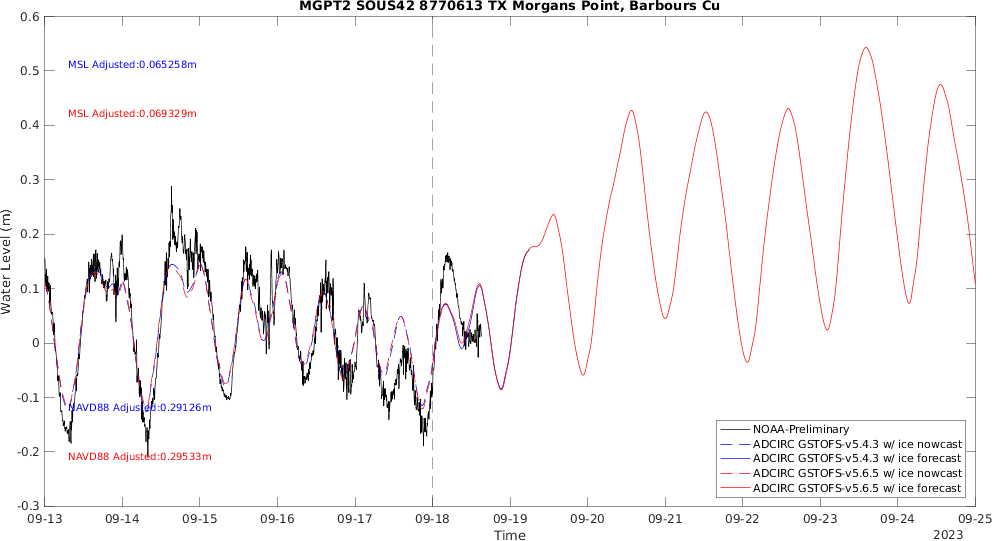 MGPT2 SOUS42 8770613 TX Morgans Point, Barbours Cu
0.6
0.5
0.4
0.3
0.2
0.1
0
-0.1
-0.2
-0.3
Water Level (m)
MSL Adjusted:0.065258m
MSL Adjusted:0.069329m
NAVD88 Adjusted:0.29126m
NAVD88 Adjusted:0.29533m
NOAA-Preliminary
ADCIRC GSTOFS-v5.4.3 w/ ice nowcast
ADCIRC GSTOFS-v5.4.3 w/ ice forecast
ADCIRC GSTOFS-v5.6.5 w/ ice nowcast
ADCIRC GSTOFS-v5.6.5 w/ ice forecast
09-13 09-14 09-15 09-16 09-17 09-18 09-19 09-20 09-21 09-22 09-23 09-24 09-25
Time
2023